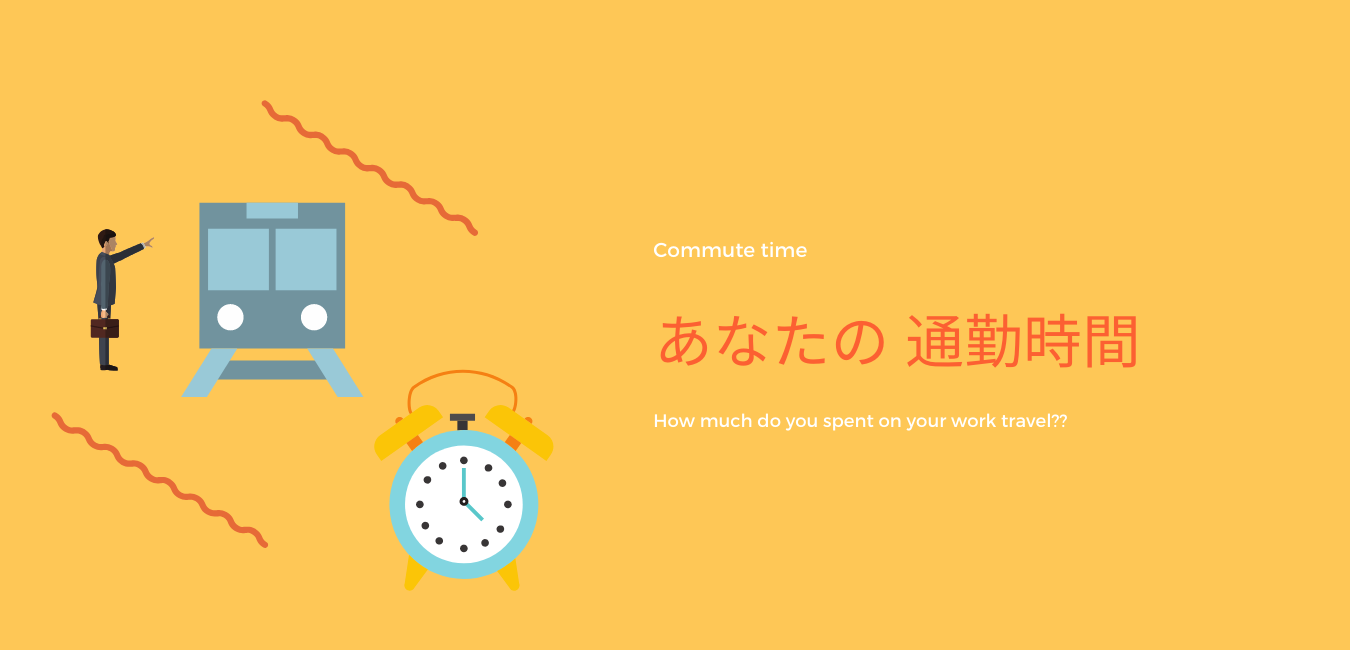 Commute time
あなたの 通勤時間
How much do you spent on your work travel??